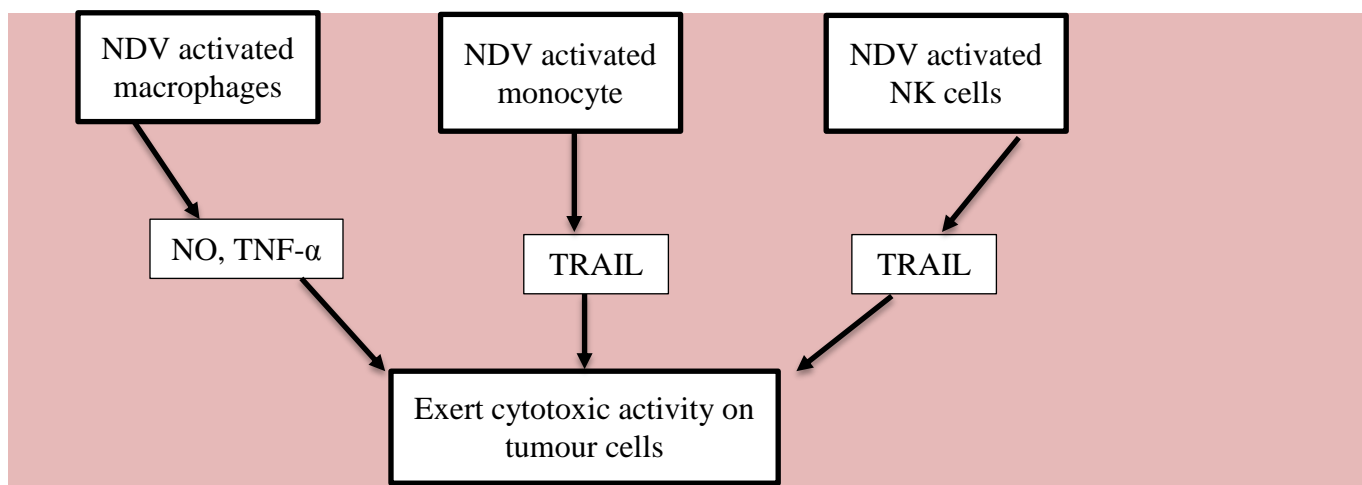 NDV activated
macrophages
NDV activated
monocyte
NDV activated
NK cells
NO, TNF-α
TRAIL
TRAIL
Exert cytotoxic activity on
tumour cells